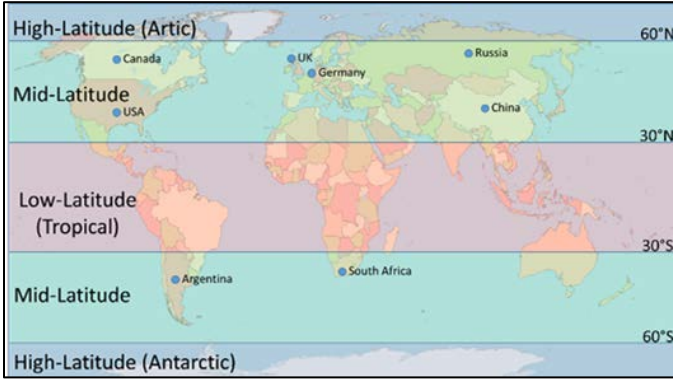 High-Latitude (Artic)
60°N
Canada
UK
Russia
Germany
Mid-Latitude
USA
China
30°N
Low-Latitude
(Tropical)
30°S
South Africa
Argentina
Mid-Latitude
60°S
High-Latitude (Antarctic)